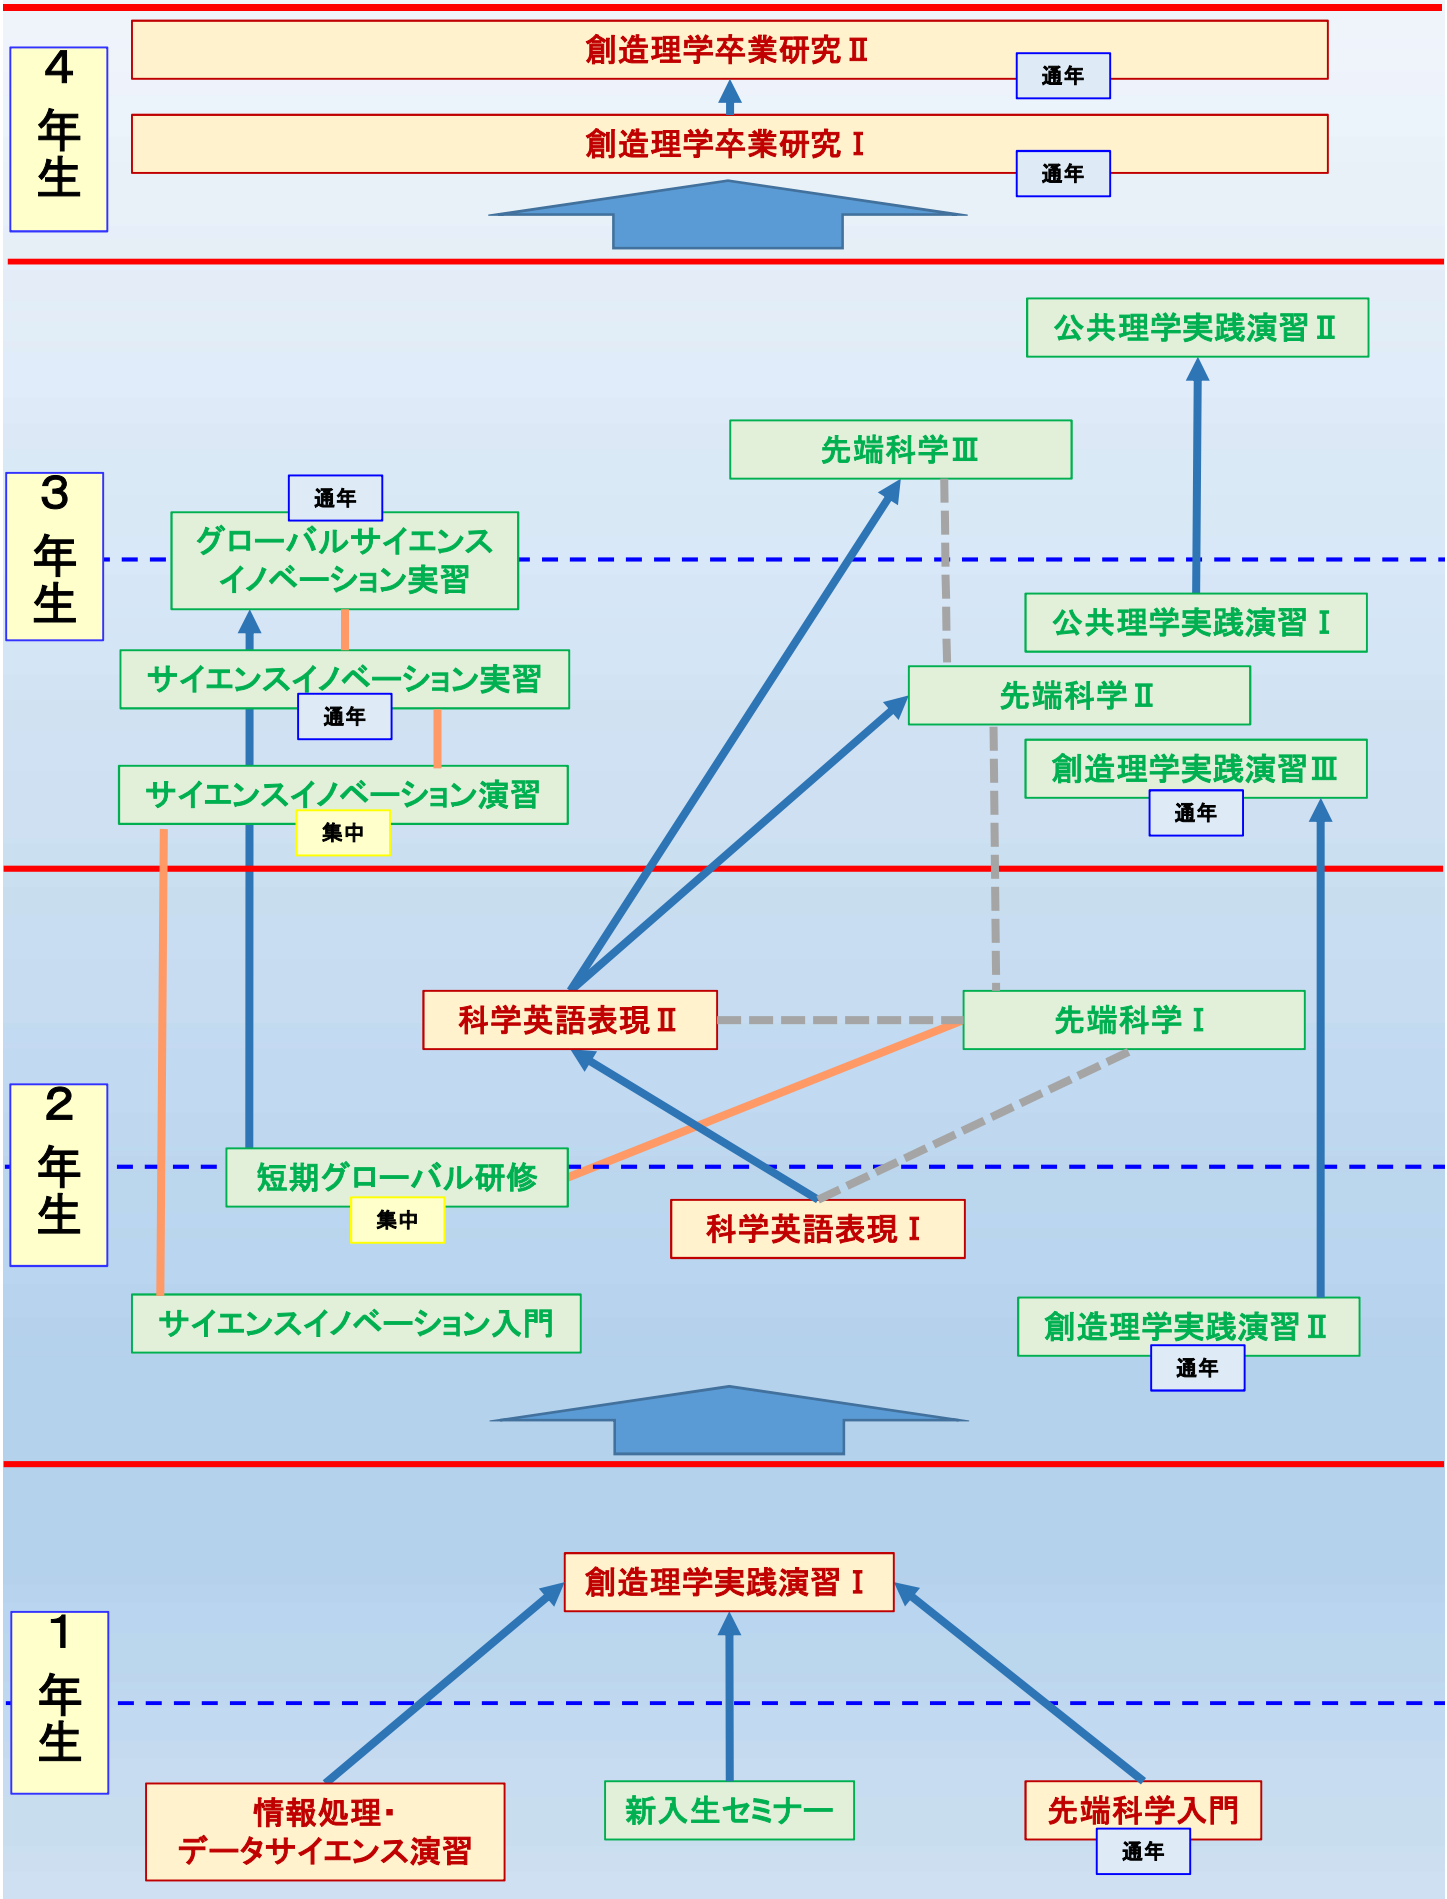 4
年
生
創造理学卒業研究Ⅱ
通年
創造理学卒業研究Ⅰ
通年
3
年
生
公共理学実践演習Ⅱ
先端科学Ⅲ
通年
グローバルサイエンス
イノベーション実習
公共理学実践演習Ⅰ
サイエンスイノベーション実習
通年
先端科学Ⅱ
創造理学実践演習Ⅲ
通年
サイエンスイノベーション演習
集中
2
年
生
科学英語表現Ⅱ
先端科学Ⅰ
短期グローバル研修
集中
科学英語表現Ⅰ
サイエンスイノベーション入門
創造理学実践演習Ⅱ
通年
1
年
生
創造理学実践演習Ⅰ
情報処理・
データサイエンス演習
新入生セミナー
先端科学入門
通年